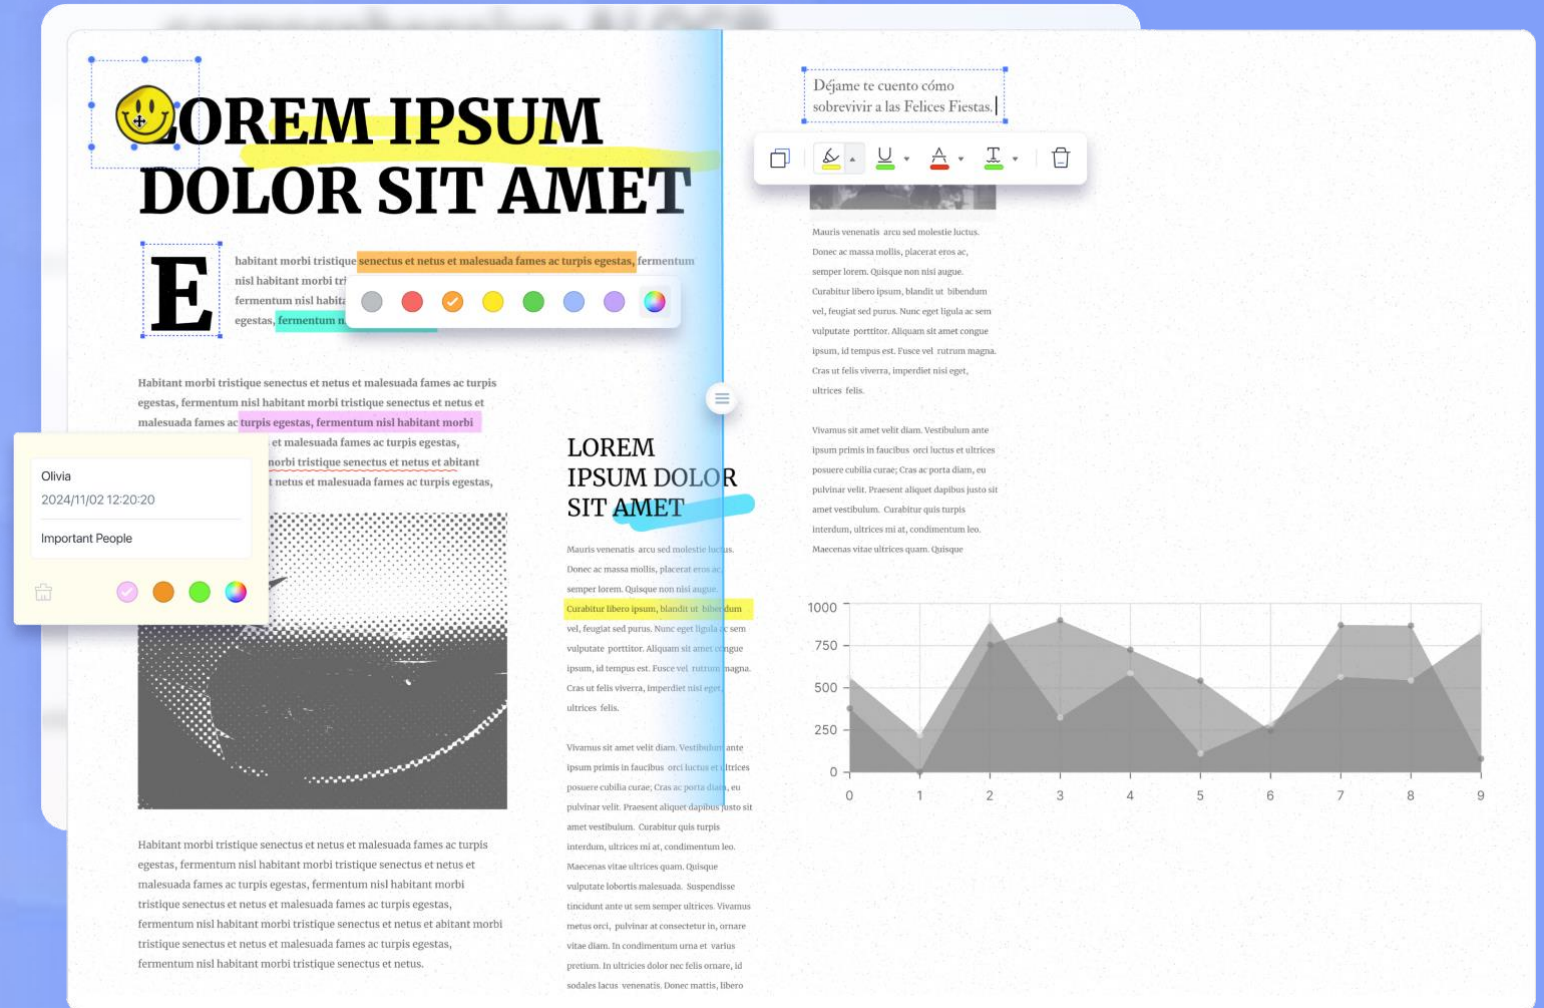 LOREM IPSUM
DOLOR SIT AMET
E
habitant morbi tristique senectus et netus et malesuada fames ac turpis egestas, fermentum
nisl habitant morbi tri
fermentum nisl habita
egestas, fermentum n
Habitant morbi tristique senectus et netus et malesuada fames ac turpis
egestas, fermentum nisl habitant morbi tristique senectus et netus et
malesuada fames ac turpis egestas, fermentum nisl habitant morbi
et malesuada fames ac turpis egestas,
morbi tristique senectus et netus et abitant
t netus et malesuada fames ac turpis egestas,
Olivia
2024/11/02 12:20:20
Important People
Habitant morbi tristique senectus et netus et malesuada fames ac turpis
egestas, fermentum nisl habitant morbi tristique senectus et netus et
malesuada fames ac turpis egestas, fermentum nisl habitant morbi
tristique senectus et netus et malesuada fames ac turpis egestas,
fermentum nisl habitant morbi tristique senectus et netus et abitant morbi
tristique senectus et netus et malesuada fames ac turpis egestas,
fermentum nisl habitant morbi tristique senectus et netus.
LOREM
IPSUM DOLOR
SIT AMET
Mauris venenatis arcu sed molestie luctus.
Donec ac massa mollis, placerat eros ac,
semper lorem. Quisque non nisi augue.
Curabitur libero ipsum, blandit ut bibendum
vel, feugiat sed purus. Nunc eget ligula ac sem
vulputate porttitor. Aliquam sit amet congue
ipsum, id tempus est. Fusce vel rutrum magna.
Cras ut felis viverra, imperdiet nisi eget,
ultrices felis.
Vivamus sit amet velit diam. Vestibulum ante
ipsum primis in faucibus orci luctus et ultrices
posuere cubilia curae; Cras ac porta diam, eu
pulvinar velit. Praesent aliquet dapibus justo sit
amet vestibulum. Curabitur quis turpis
interdum, ultrices mi at, condimentum leo.
Maecenas vitae ultrices quam. Quisque
vulputate lobortis malesuada. Suspendisse
tincidunt ante ut sem semper ultrices. Vivamus
metus orci, pulvinar at consectetur in, ornare
vitae diam. In condimentum urna et varius
pretium. In ultricies dolor nec felis ornare, id
sodales lacus venenatis. Donec mattis, libero
Déjame te cuento cómo
sobrevivir a las Felices Fiestas.
U A T
Mauris venenatis arcu sed molestie luctus.
Donec ac massa mollis, placerat eros ac,
semper lorem. Quisque non nisi augue.
Curabitur libero ipsum, blandit ut bibendum
vel, feugiat sed purus. Nunc eget ligula ac sem
vulputate porttitor. Aliquam sit amet congue
ipsum, id tempus est. Fusce vel rutrum magna.
Cras ut felis viverra, imperdiet nisi eget,
ultrices felis.
Vivamus sit amet velit diam. Vestibulum ante
ipsum primis in faucibus orci luctus et ultrices
posuere cubilia curae; Cras ac porta diam, eu
pulvinar velit. Praesent aliquet dapibus justo sit
amet vestibulum. Curabitur quis turpis
interdum, ultrices mi at, condimentum leo.
Maecenas vitae ultrices quam. Quisque
1000
750
500
250
0
0 1 2 3 4 5 6 7 8 9